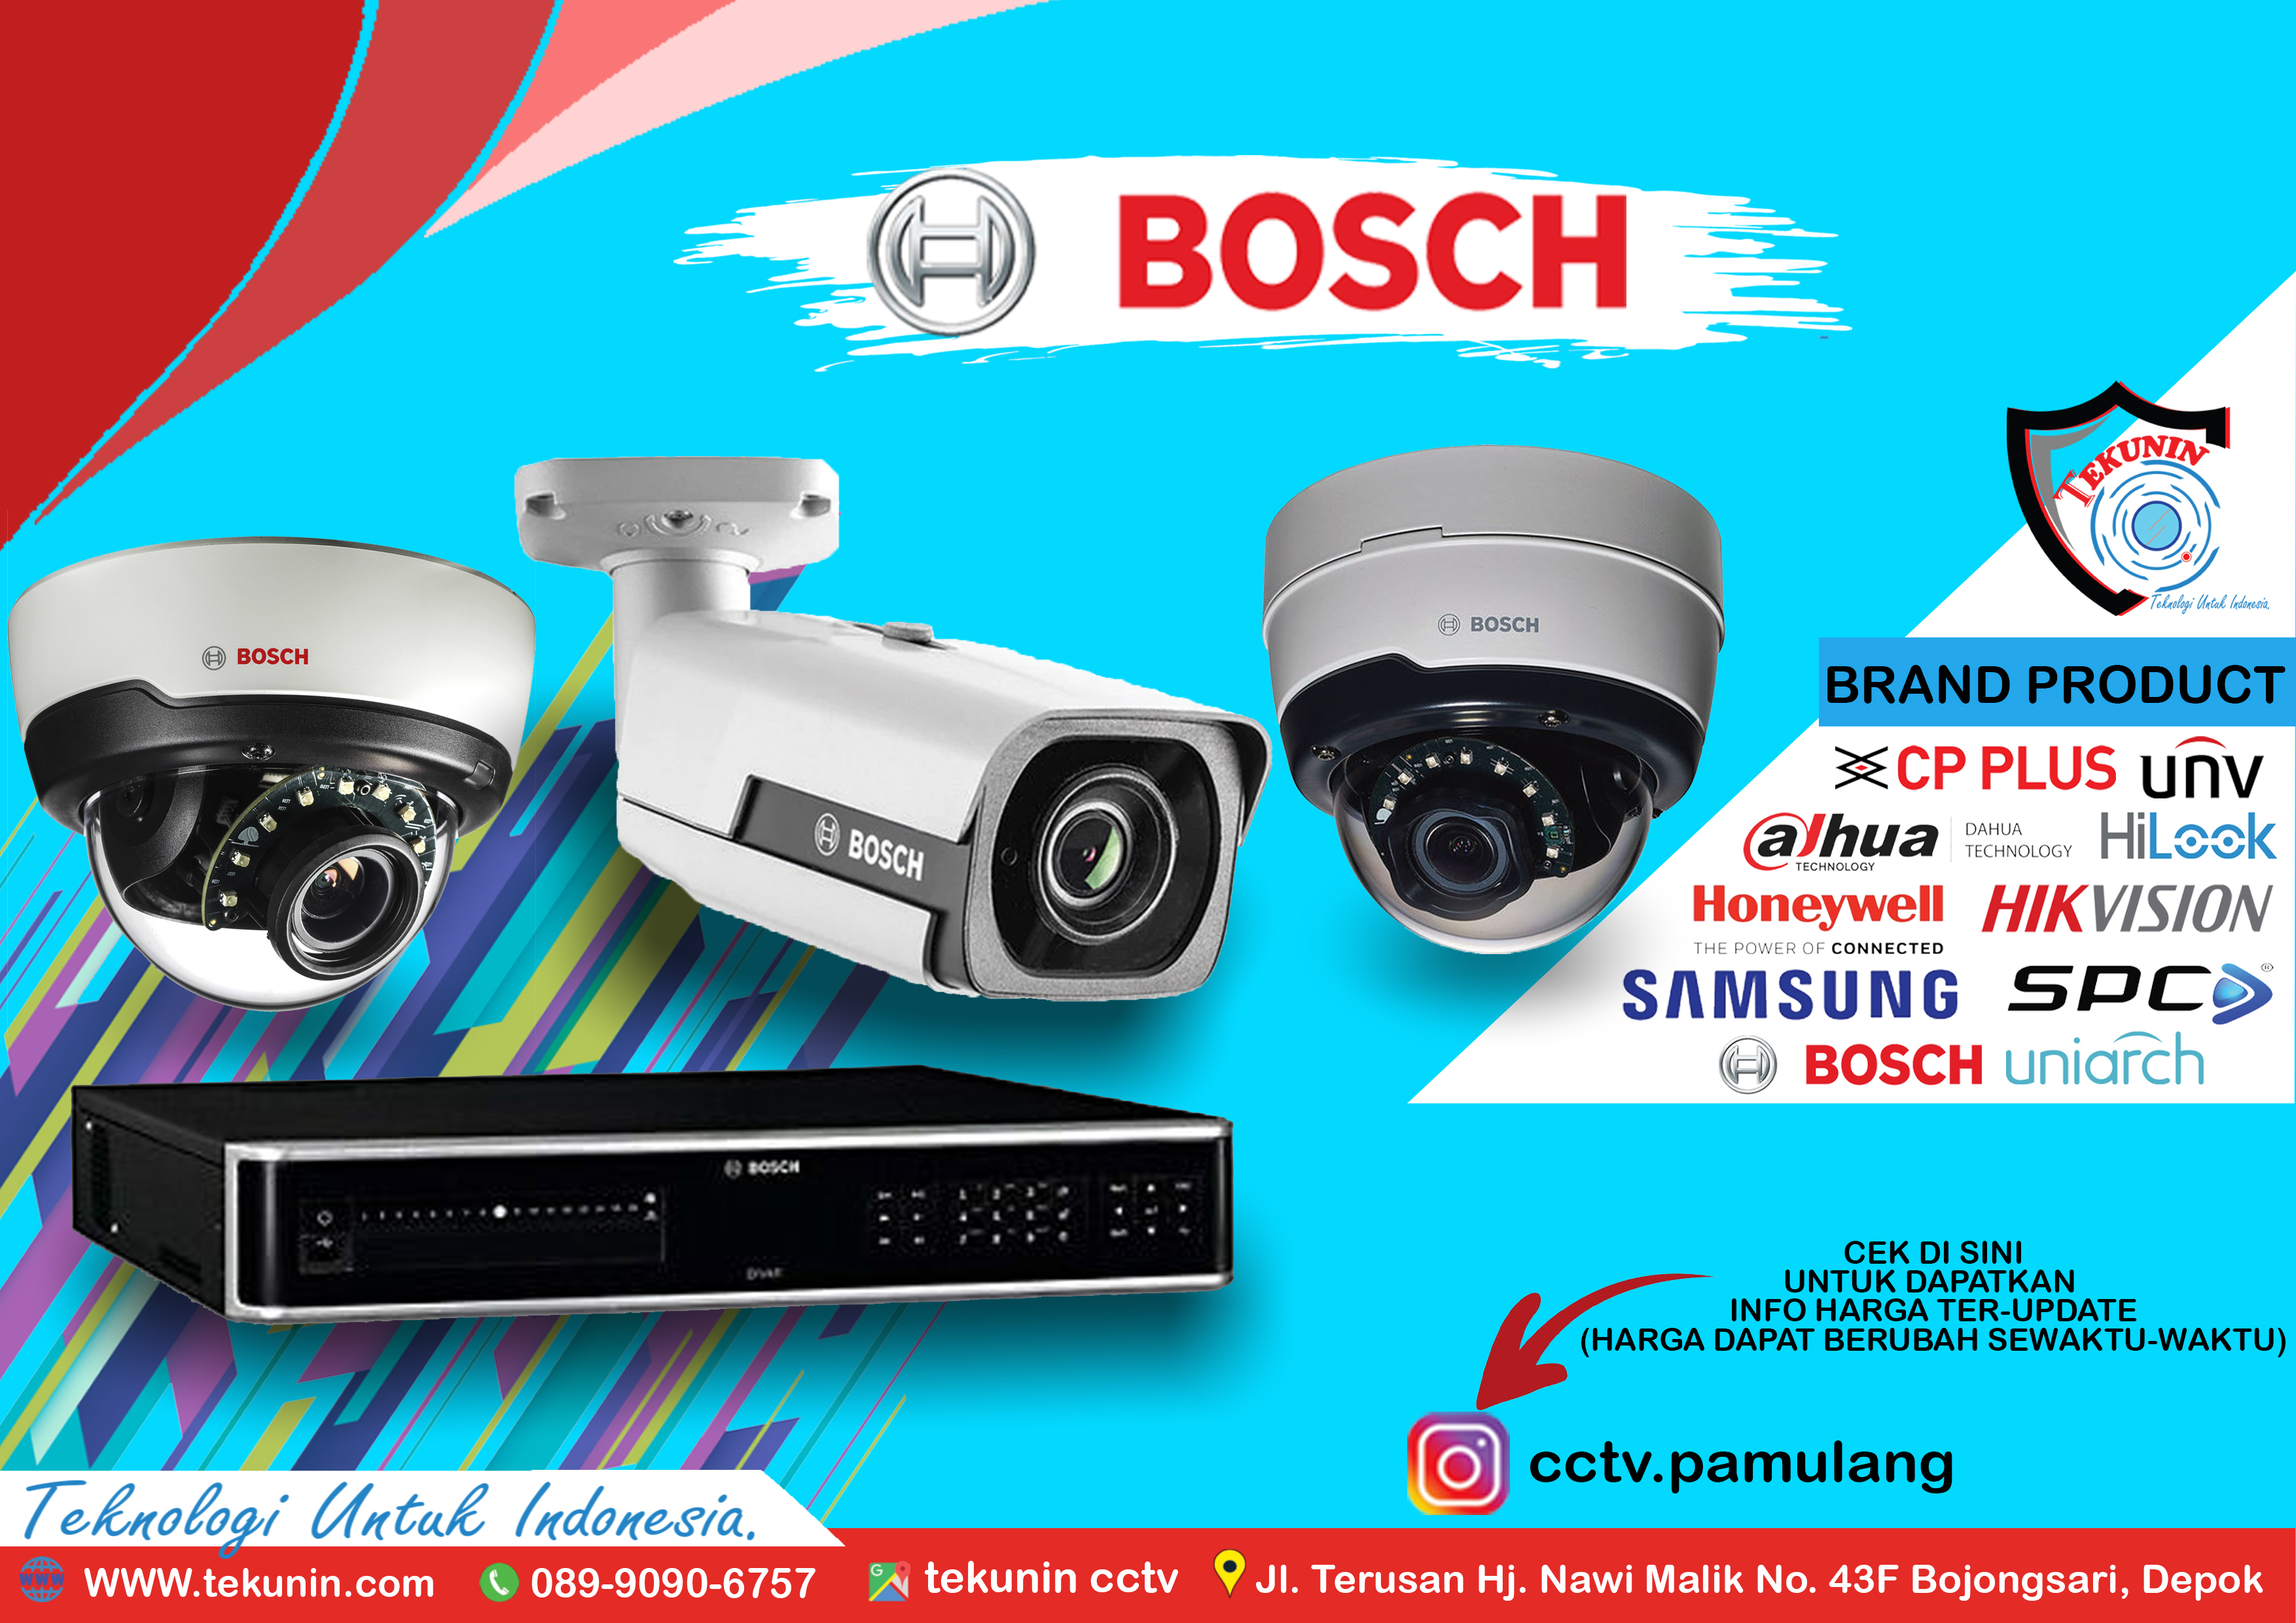 BOSCH
TEKUNIN
Teknologi Untuk Indonesia.
BOSCH
BOSCH
BOSCH
BRAND PRODUCT
CP PLUS unv
alhua TECHNOLOGY DAHUA TECHNOLOGY HiLook
Honeywell HIKVISION
THE POWER OF CONNECTED
SAMSUNG SPC®
BOSCH uniarch
BOSCH
CEK DI SINI
UNTUK DAPATKAN
INFO HARGA TER-UPDATE
(HARGA DAPAT BERUBAH SEWAKTU-WAKTU)
cctv.pamulang
Teknologi Untuk Indonesia.
WWW.tekunin.com 089-9090-6757 tekunin cctv Jl. Terusan Hj. Nawi Malik No. 43F Bojongsari, Depok